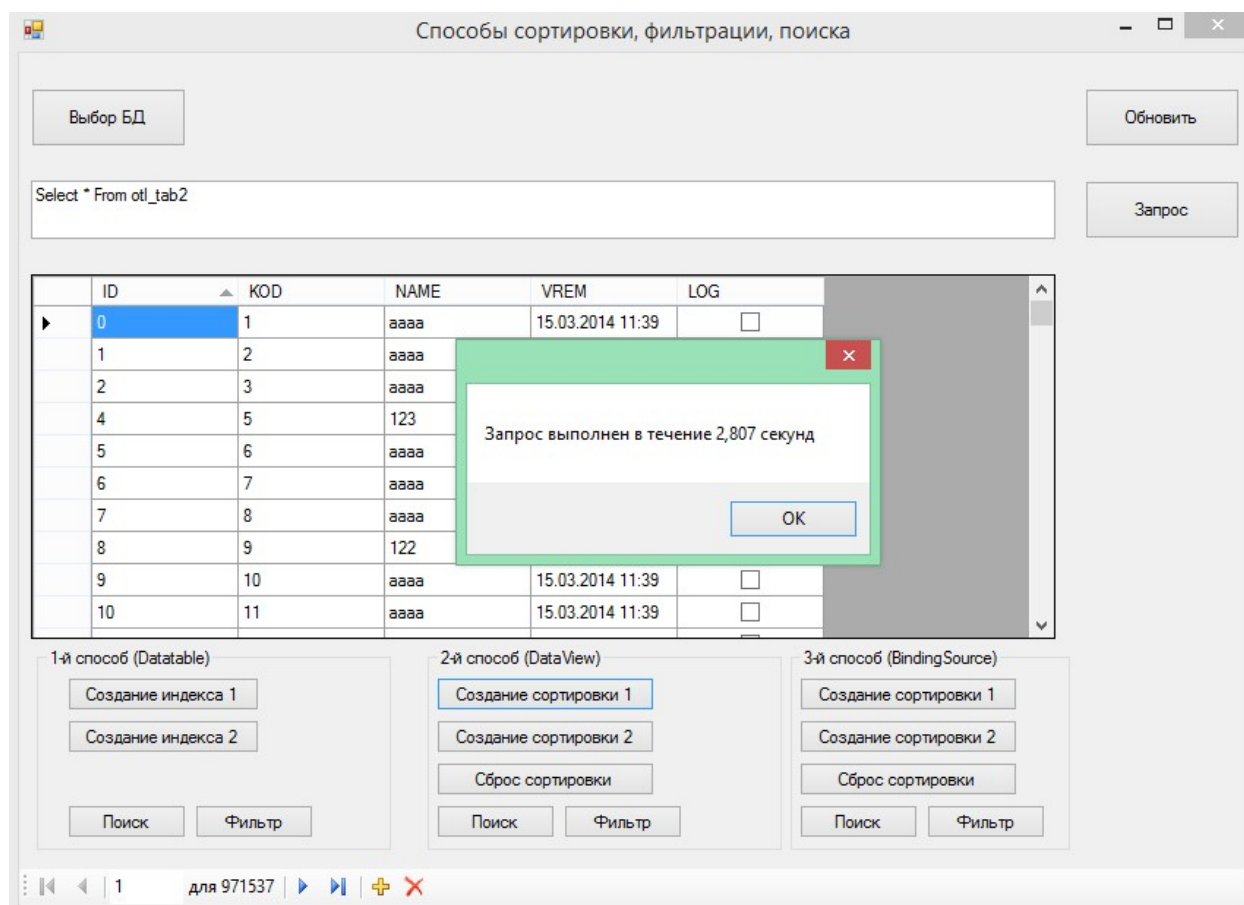 Способы сортировки, фильтрации, поиска
Выбор БД
Обновить
Select * From otl_tab2
Запрос
ID KOD NAME VREM LOG
0 1 aaaa 15.03.2014 11:39
1 2 aaaa
2 3 aaaa
4 5 123
5 6 aaaa
6 7 aaaa
7 8 aaaa
8 9 122
9 10 aaaa 15.03.2014 11:39
10 11 aaaa 15.03.2014 11:39
Запрос выполнен в течение 2,807 секунд
OK
1-й способ (Datatable) 2-й способ (DataView) 3-й способ (BindingSource)
Создание индекса 1 Создание сортировки 1 Создание сортировки 1
Создание индекса 2 Создание сортировки 2 Создание сортировки 2
Сброс сортировки Сброс сортировки
Поиск Фильтр Поиск Фильтр Поиск Фильтр
1 для 971537